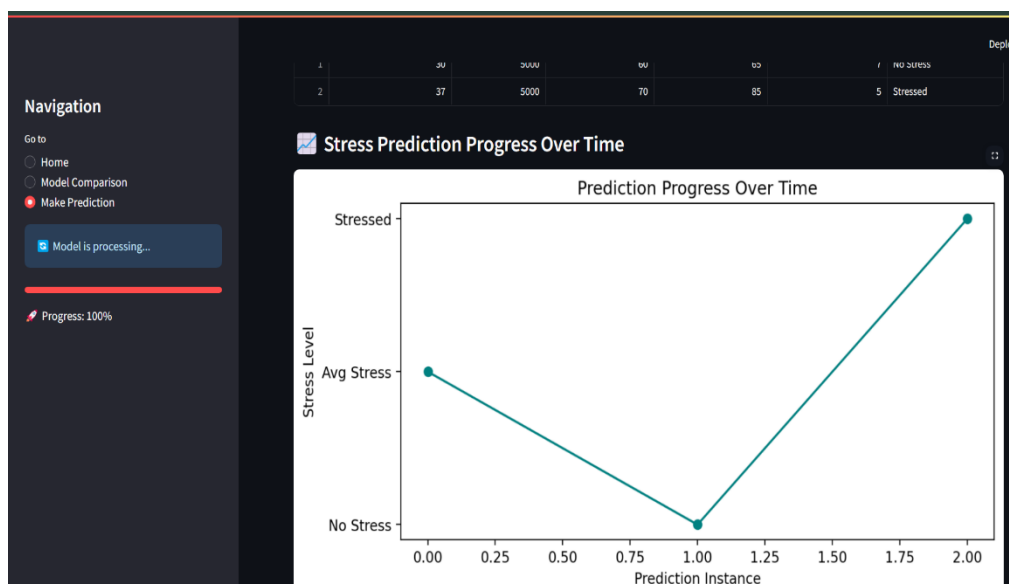 Deplo
1 30 5000 60 65 7 No Stress
2 37 5000 70 85 5 Stressed
Navigation
Go to
Home
Model Comparison
Make Prediction
Model is processing...
Progress: 100%
Stress Prediction Progress Over Time
Prediction Progress Over Time
Stressed
Avg Stress
No Stress
Stress Level
0.00 0.25 0.50 0.75 1.00 1.25 1.50 1.75 2.00
Prediction Instance